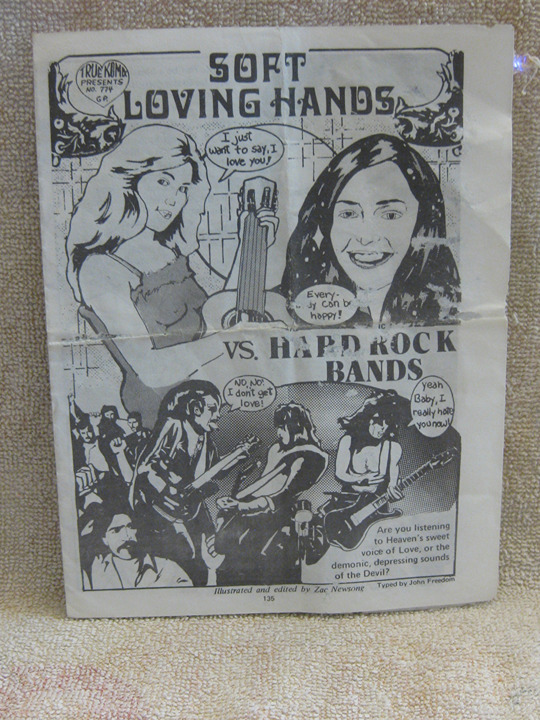 TRUE KOMIX
PRESENTS
NO. 774
G.P.
SOFT
LOVING HANDS
I just
want to say, I
love you!
Every-
dy can be
happy!
VS. HARD ROCK
BANDS
No, No!
I don't get
love!
yeah
Baby, I
really hate
you now!
Are you listening
to Heaven's sweet
voice of Love, or the
demonic, depressing sounds
of the Devil?
Illustrated and edited by Zac Newsong
Typed by John Freedom
135